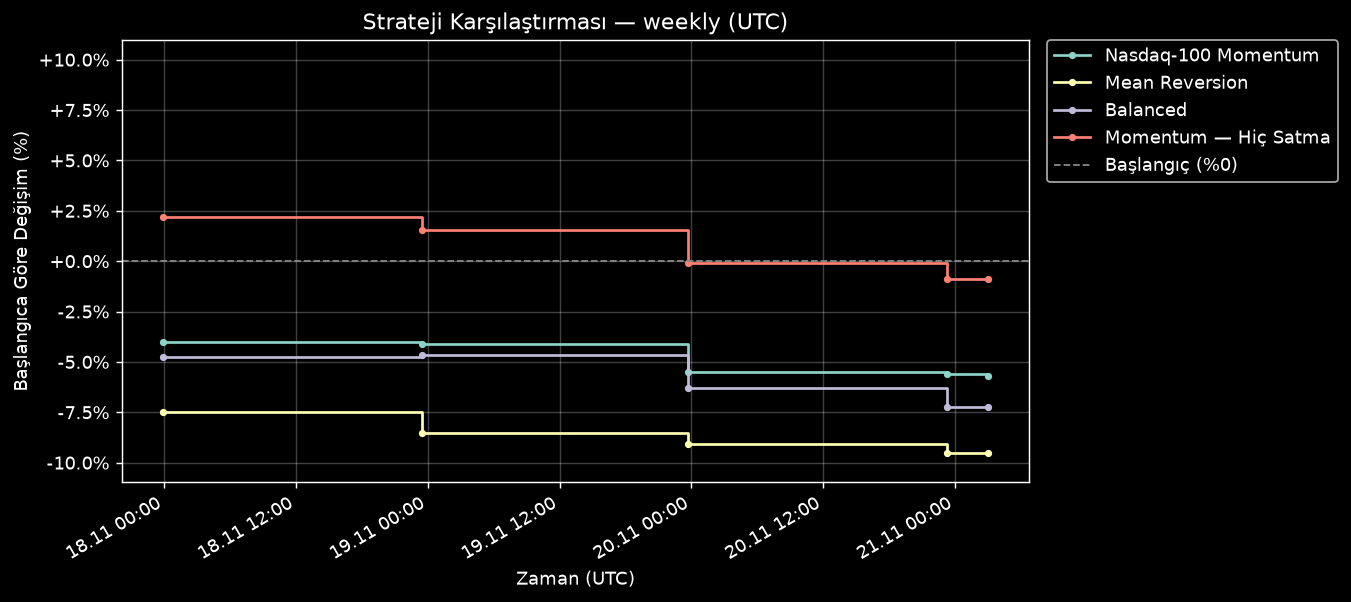 Strateji Karşılaştırması — weekly (UTC)
Nasdaq-100 Momentum
Mean Reversion
Balanced
Momentum — Hiç Satma
Başlangıç (%0)
Başlangıca Göre Değişim (%)
+10.0%
+7.5%
+5.0%
+2.5%
+0.0%
-2.5%
-5.0%
-7.5%
-10.0%
18.11 00:00
18.11 12:00
19.11 00:00
19.11 12:00
20.11 00:00
20.11 12:00
21.11 00:00
Zaman (UTC)